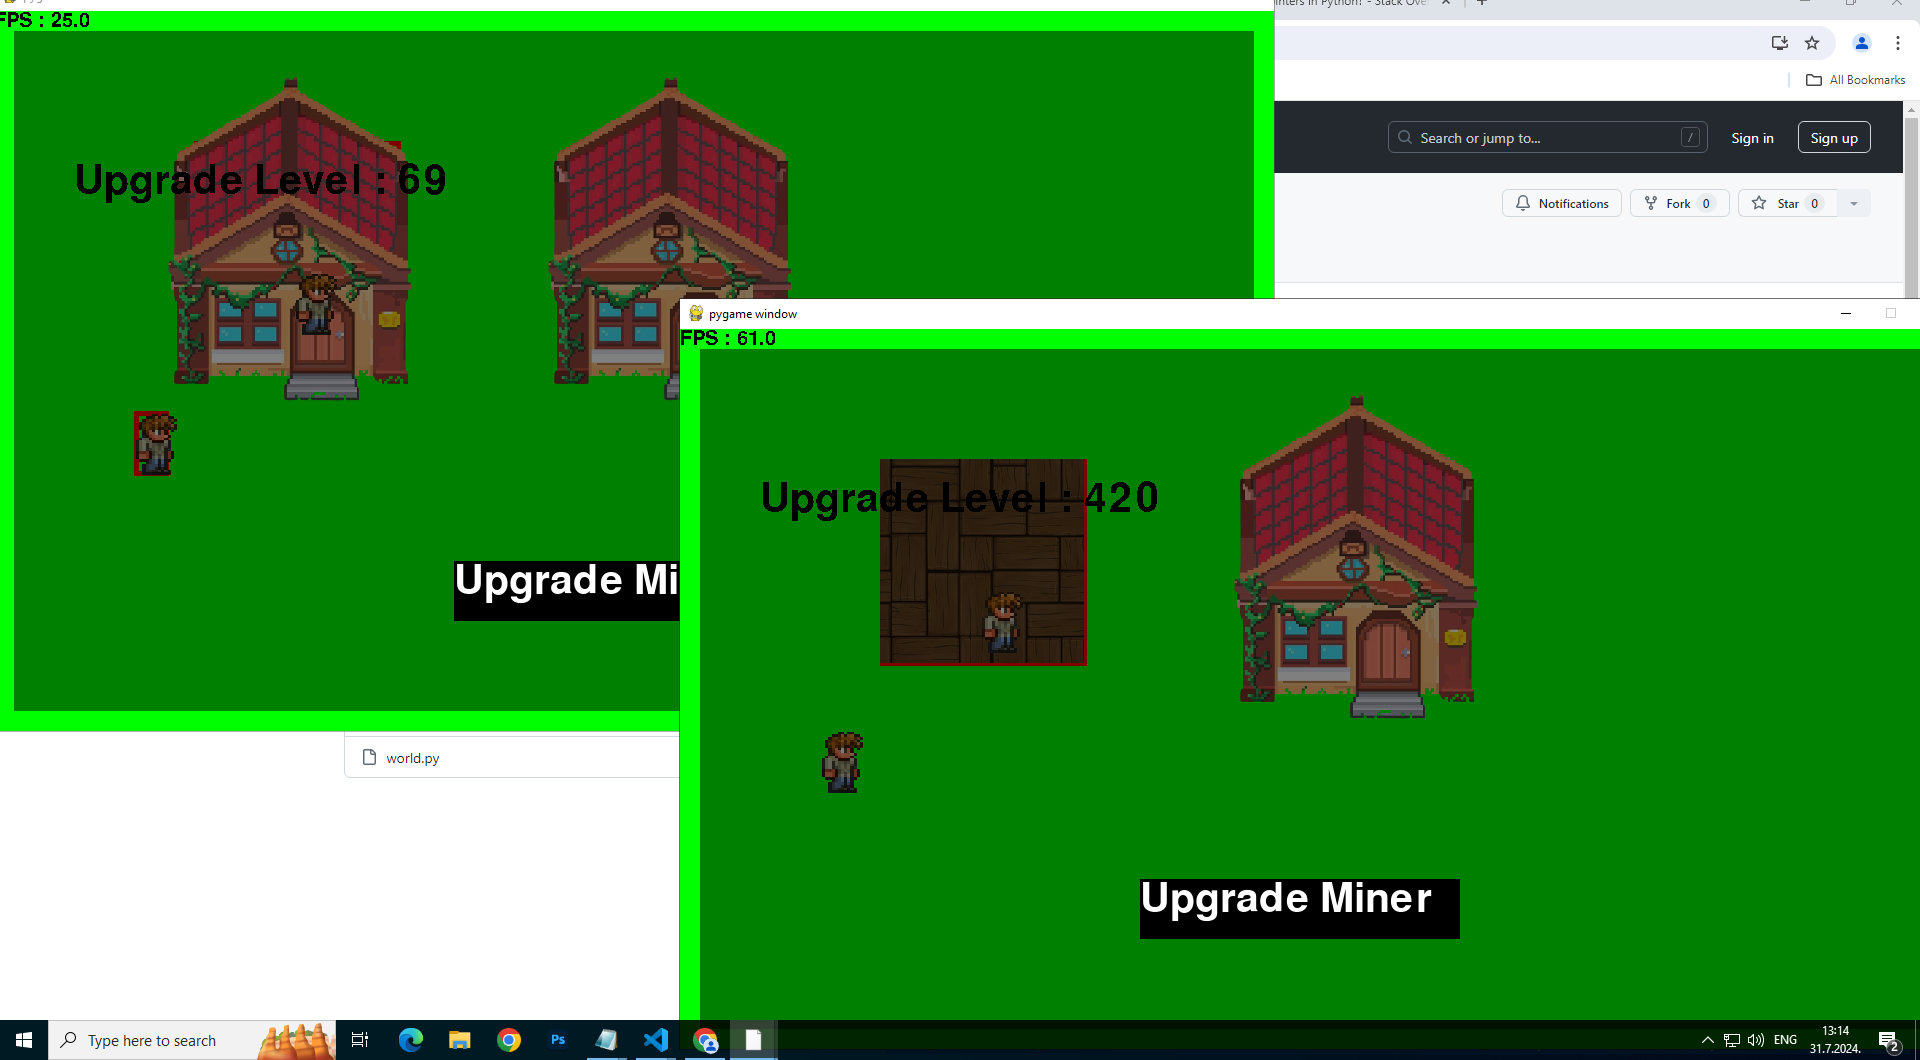 FPS : 25.0
Upgrade Level : 69
Upgrade Mi
inters in Python? - Stack Ove
All Bookmarks
Search or jump to...
/
Sign in
Sign up
Notifications
Fork 0
Star 0
pygame window
FPS : 61.0
Upgrade Level : 420
Upgrade Miner
world.py
Type here to search
Ps
ENG
13:14
31.7.2024.
2